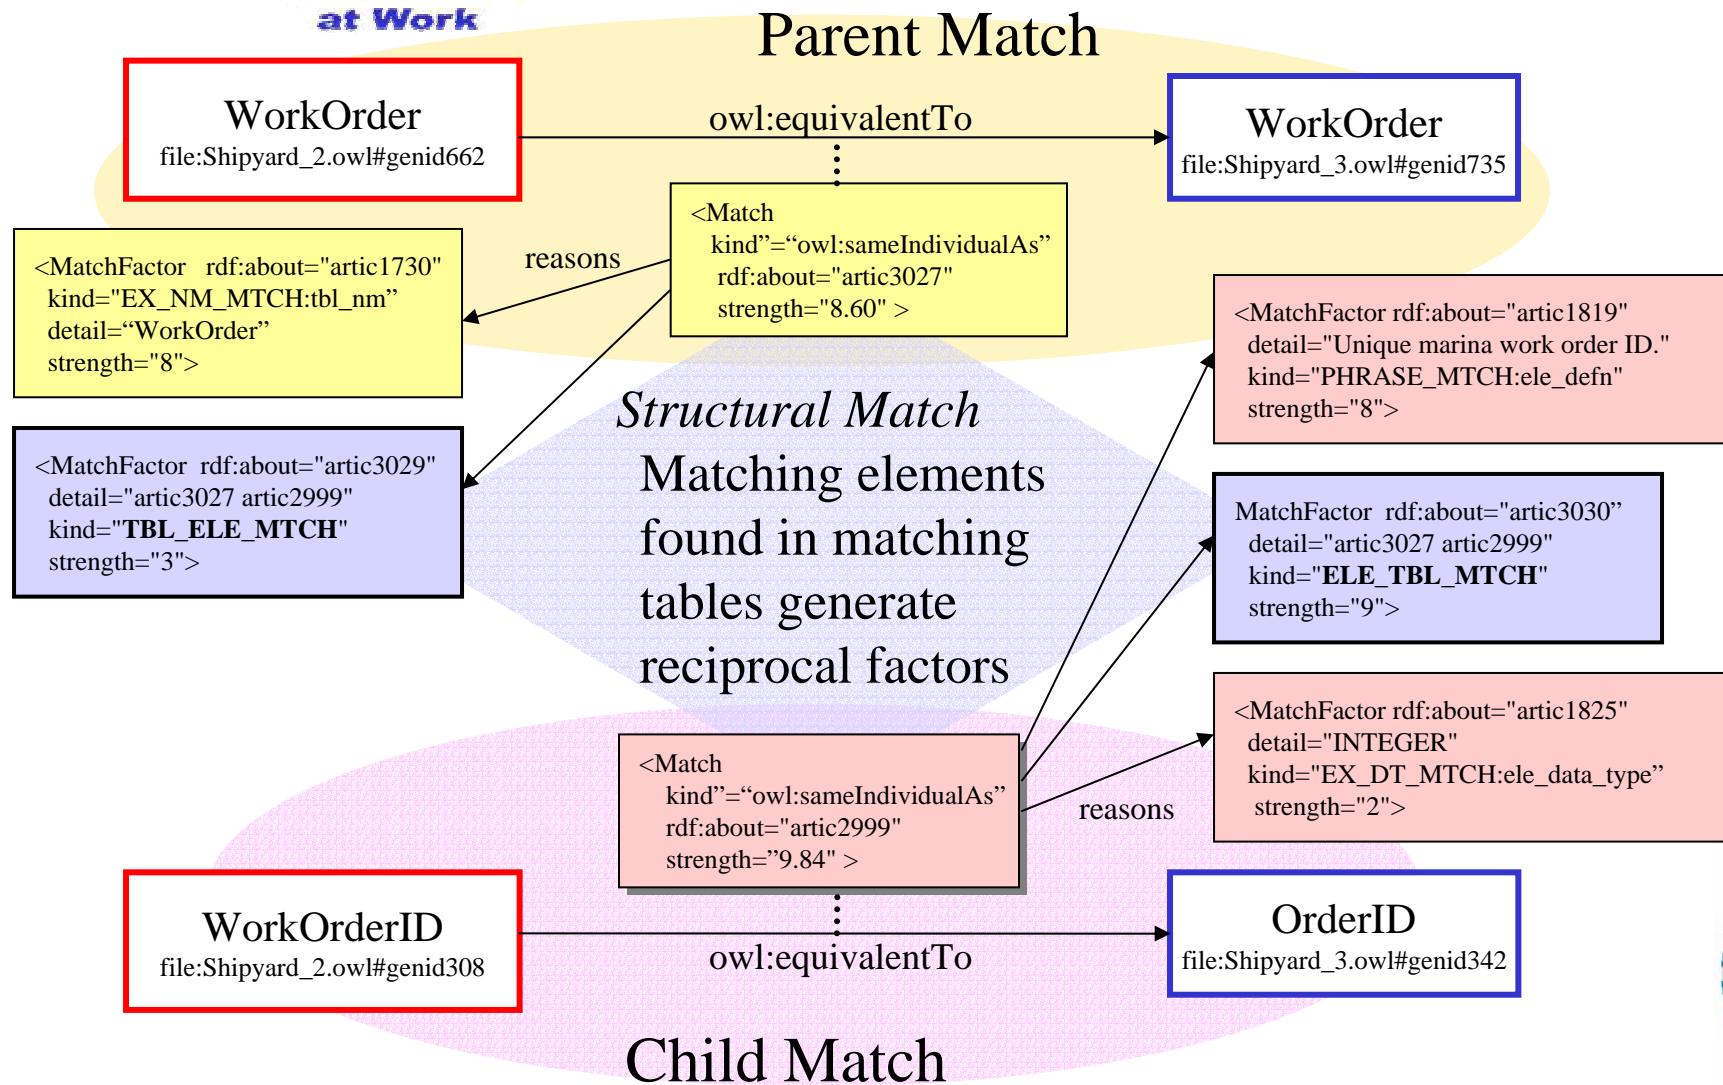 at Work
Parent Match
WorkOrder
file:Shipyard_2.owl#genid662
owl:equivalentTo
WorkOrder
file:Shipyard_3.owl#genid735
<Match
kind”=“owl:sameIndividualAs”
rdf:about="artic3027"
strength="8.60" >
reasons
<MatchFactor rdf:about="artic1730"
kind="EX_NM_MTCH:tbl_nm”
detail=“WorkOrder”
strength="8">
<MatchFactor rdf:about="artic3029"
detail="artic3027 artic2999"
kind="TBL_ELE_MTCH"
strength="3">
Structural Match
Matching elements
found in matching
tables generate
reciprocal factors
<MatchFactor rdf:about="artic1819"
detail="Unique marina work order ID."
kind="PHRASE_MTCH:ele_defn"
strength="8">
MatchFactor rdf:about="artic3030”
detail="artic3027 artic2999"
kind="ELE_TBL_MTCH"
strength="9">
<MatchFactor rdf:about="artic1825"
detail="INTEGER"
kind="EX_DT_MTCH:ele_data_type”
strength="2">
<Match
kind”=“owl:sameIndividualAs”
rdf:about="artic2999"
strength=”9.84" >
reasons
WorkOrderID
file:Shipyard_2.owl#genid308
owl:equivalentTo
OrderID
file:Shipyard_3.owl#genid342
Child Match